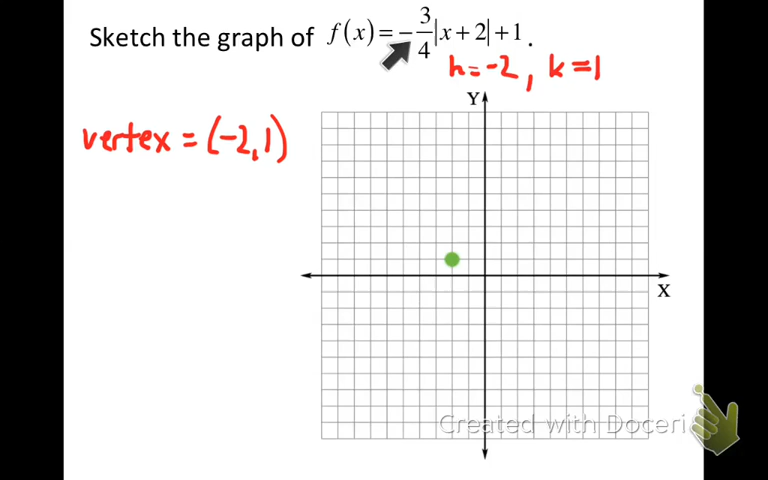 Sketch the graph of f(x) = -3/4|x+2|+1.
h=-2, k=1
Y
vertex = (-2,1)
X
Created with Doceri